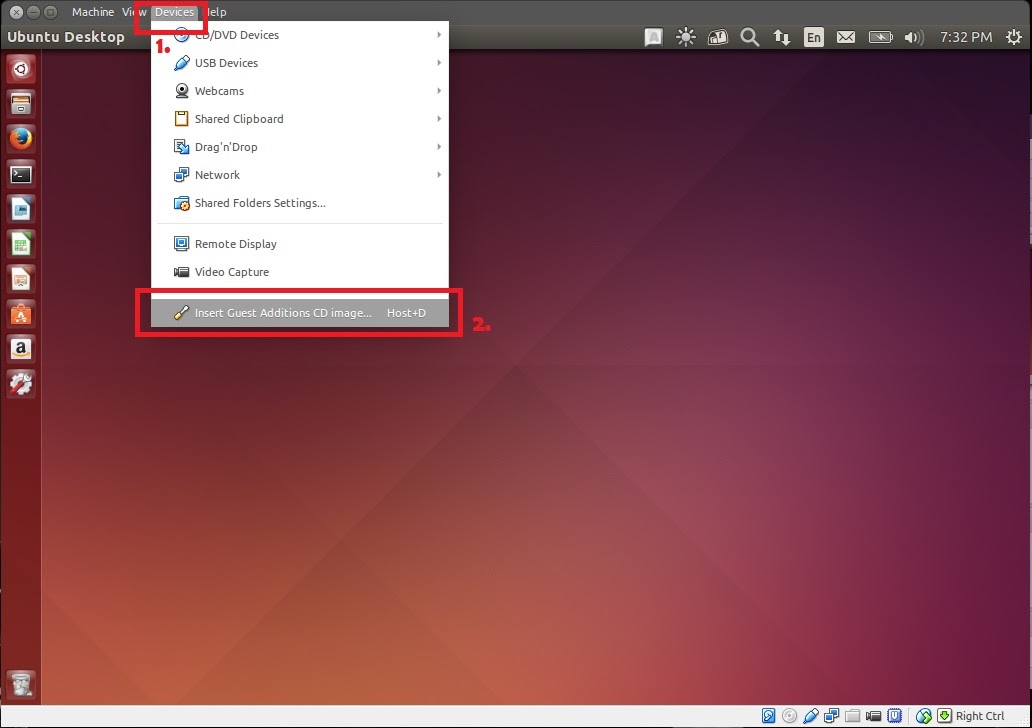 Machine View Devices Help
Ubuntu Desktop
En
7:32 PM
1.
CD/DVD Devices
USB Devices
Webcams
Shared Clipboard
Drag'n'Drop
Network
Shared Folders Settings...
Remote Display
Video Capture
Insert Guest Additions CD image... Host+D
2.
a
Right Ctrl